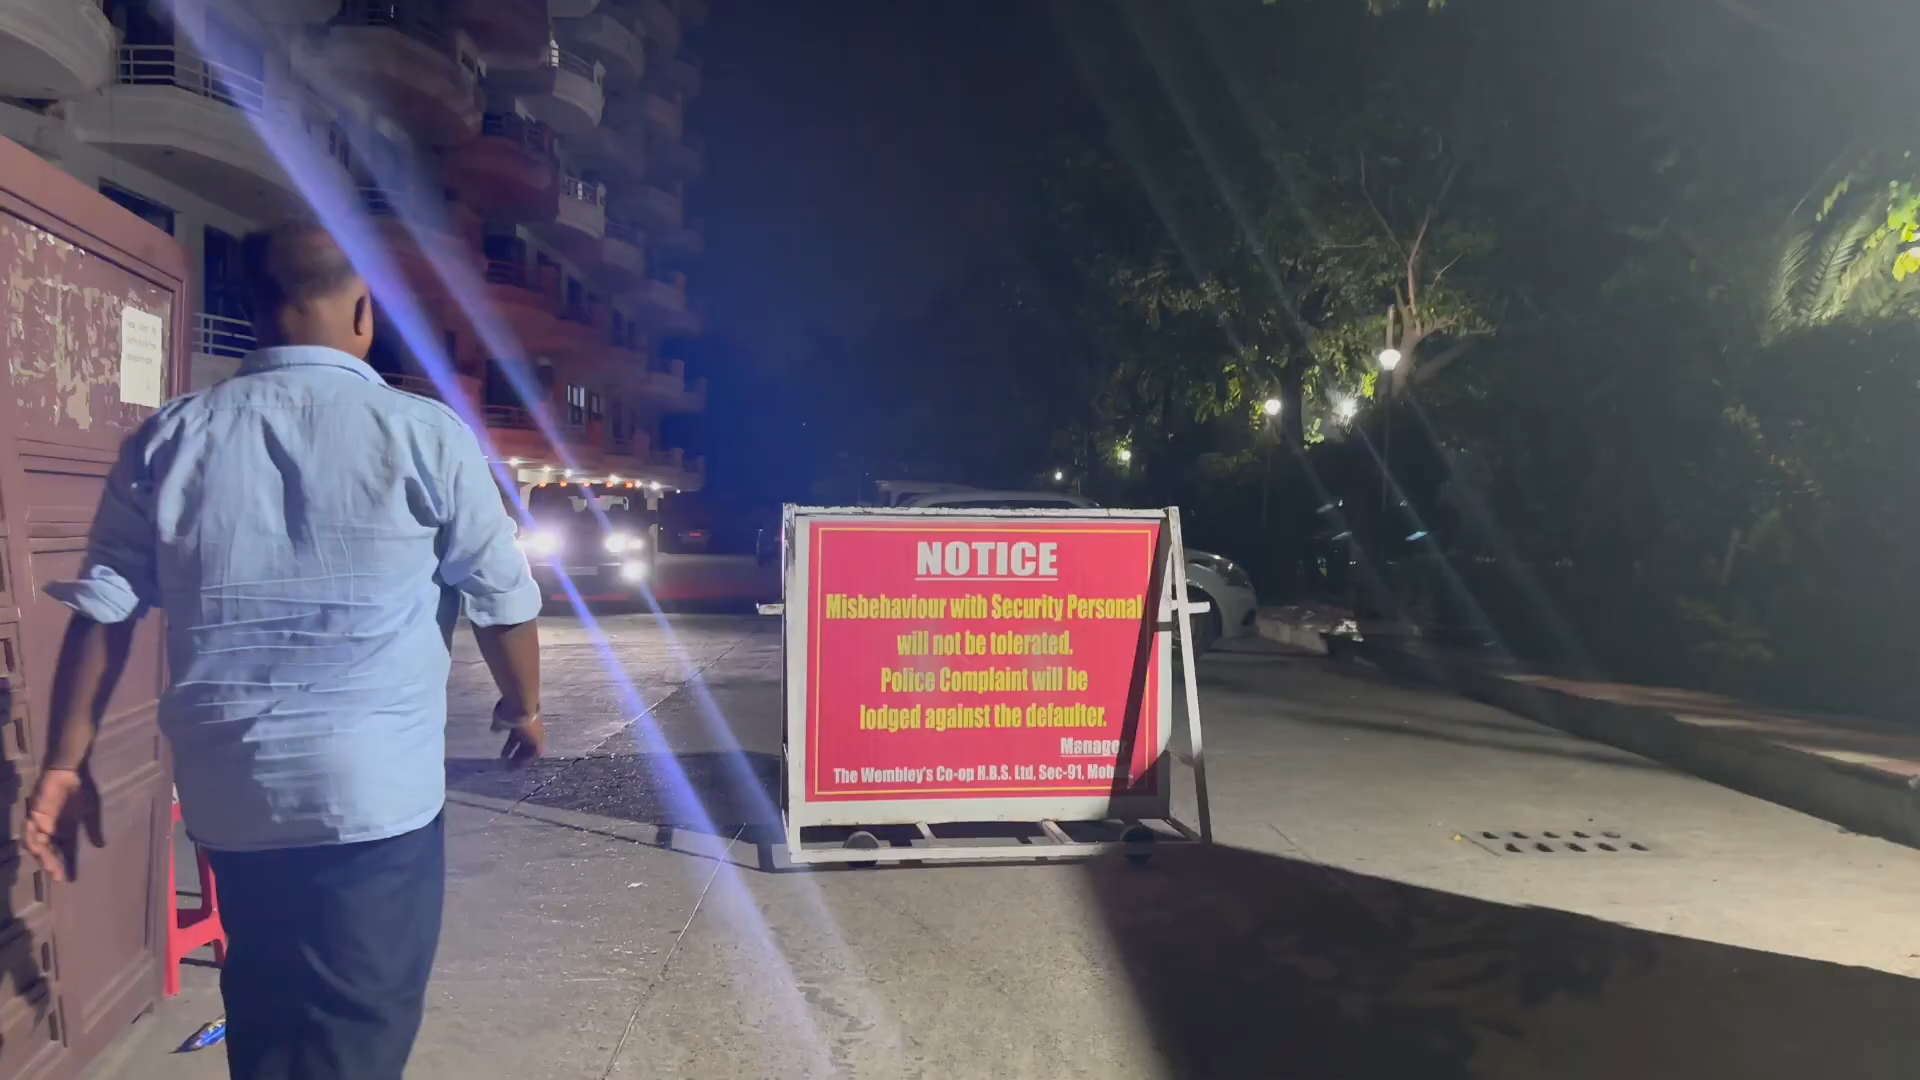 NOTICE
Misbehaviour with Security Personal
will not be tolerated.
Police Complaint will be
lodged against the defaulter.
Manager
The Wembley's Co-op H.B.S. Ltd, Sec-91,